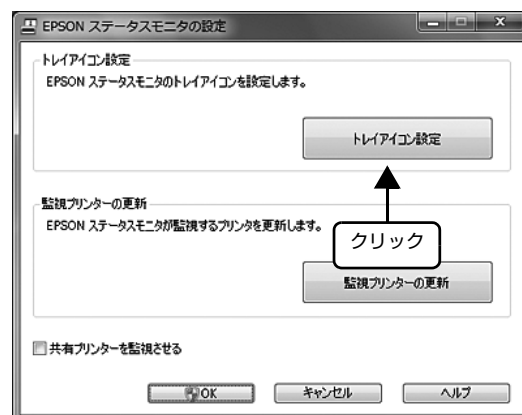 EPSON ステータスモニタの設定
トレイアイコン設定
EPSON ステータスモニタのトレイアイコンを設定します。
トレイアイコン設定
監視プリンターの更新
EPSON ステータスモニタが監視するプリンタを更新します。
クリック
監視プリンターの更新
共有プリンターを監視させる
OK
キャンセル
ヘルプ